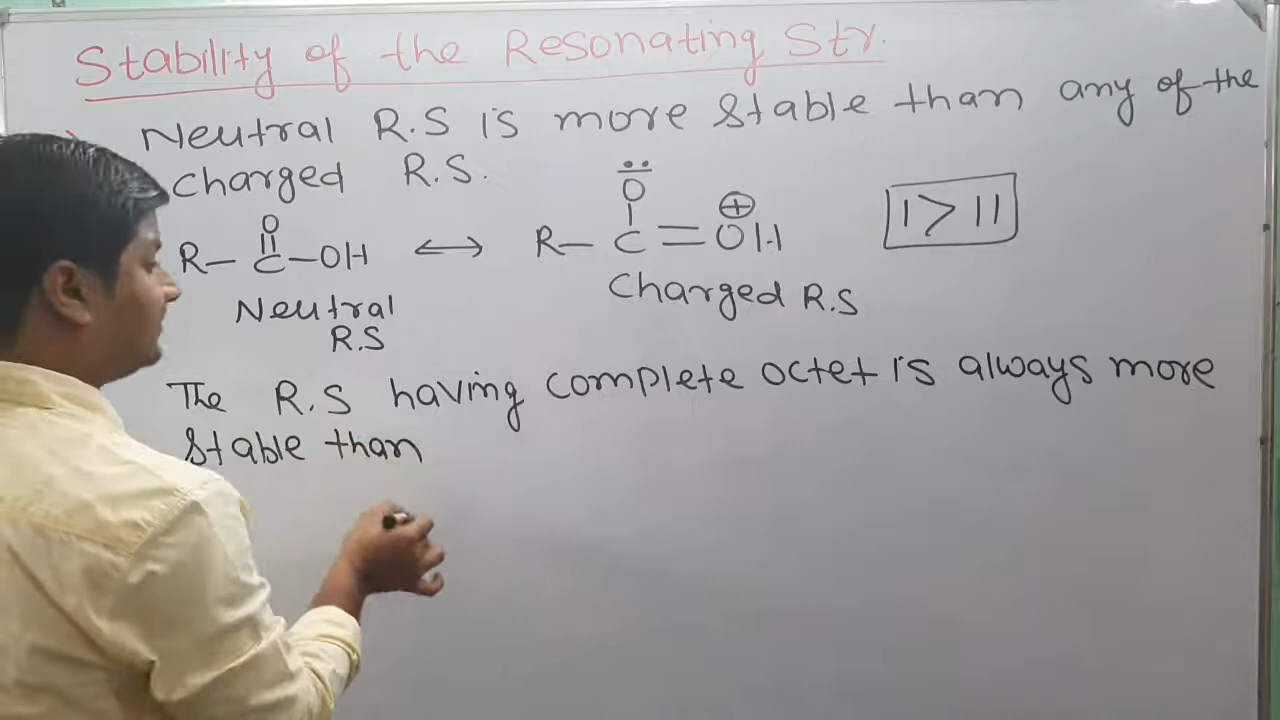 Stability of the Resonating Str.
Neutral R.S is more stable than any of the
charged R.S.
O
R–C–OH ↔ R–C=OH
O
⊕
I > II
Neutral
R.S
Charged R.S
The R.S having complete octet is always more
stable than